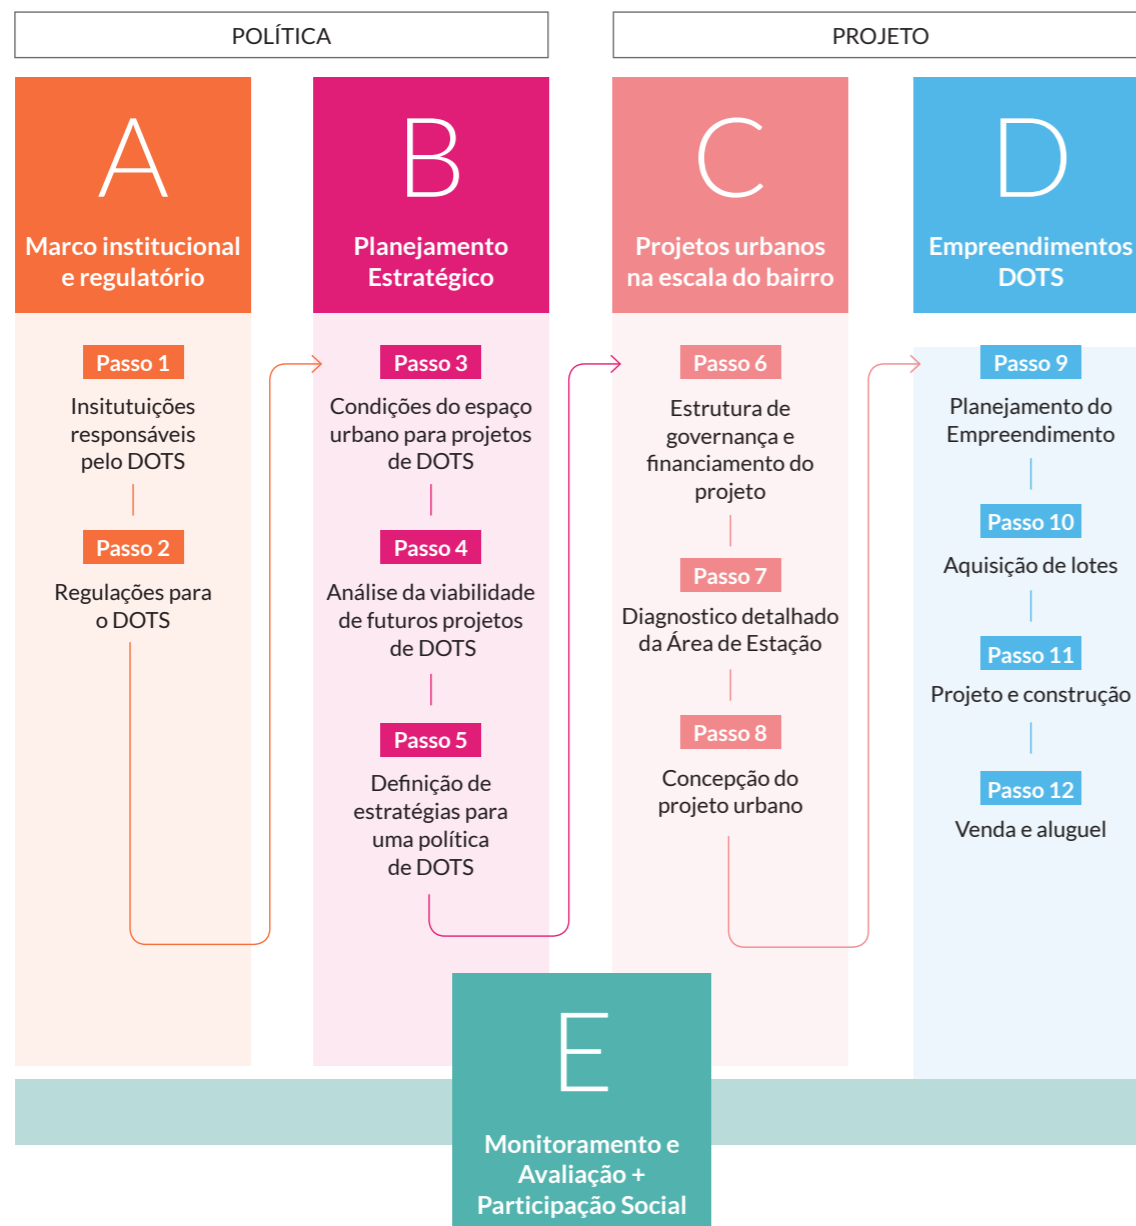 POLÍTICA
PROJETO
A
Marco institucional
e regulatório
Passo 1
Insitutuições
responsáveis
pelo DOTS
Passo 2
Regulações para
o DOTS
B
Planejamento
Estratégico
Passo 3
Condições do espaço
urbano para projetos
de DOTS
Passo 4
Análise da viabilidade
de futuros projetos
de DOTS
Passo 5
Definição de
estratégias para
uma política
de DOTS
C
Projetos urbanos
na escala do bairro
Passo 6
Estrutura de
governança e
financiamento do
projeto
Passo 7
Diagnostico detalhado
da Área de Estação
Passo 8
Concepção do
projeto urbano
D
Empreendimentos
DOTS
Passo 9
Planejamento do
Empreendimento
Passo 10
Aquisição de lotes
Passo 11
Projeto e construção
Passo 12
Venda e aluguel
E
Monitoramento e
Avaliação +
Participação Social